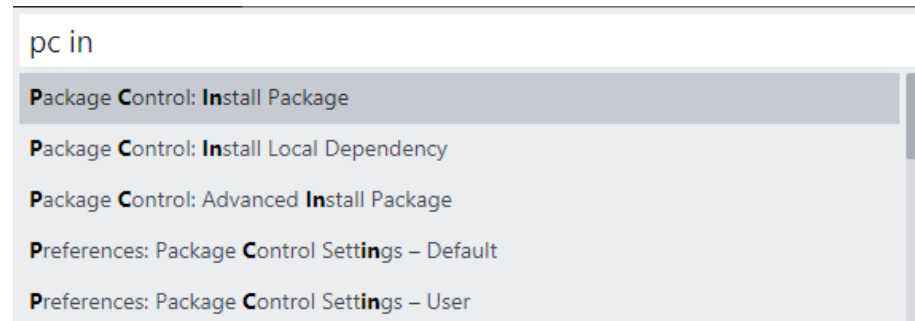 pc in
Package Control: Install Package
Package Control: Install Local Dependency
Package Control: Advanced Install Package
Preferences: Package Control Settings – Default
Preferences: Package Control Settings – User